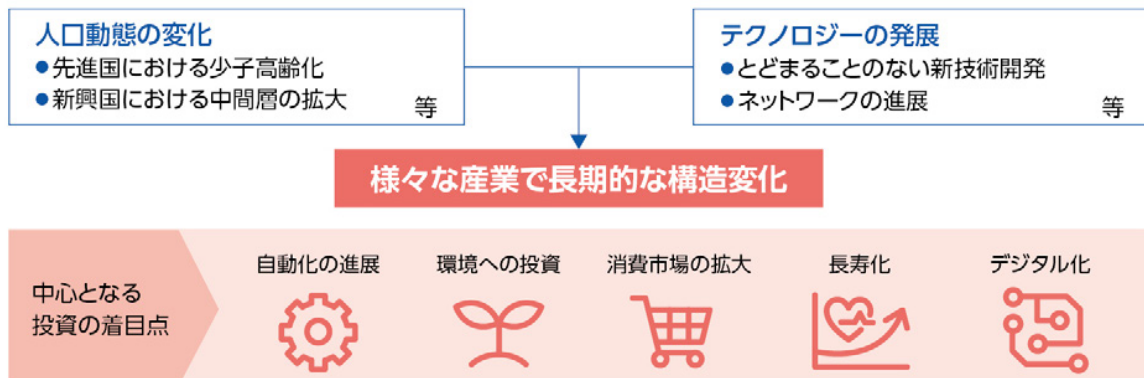 人口動態の変化
●先進国における少子高齢化
●新興国における中間層の拡大
等
テクノロジーの発展
●とどまることのない新技術開発
●ネットワークの進展
等
様々な産業で長期的な構造変化
中心となる
投資の着目点
自動化の進展
環境への投資
消費市場の拡大
長寿化
デジタル化